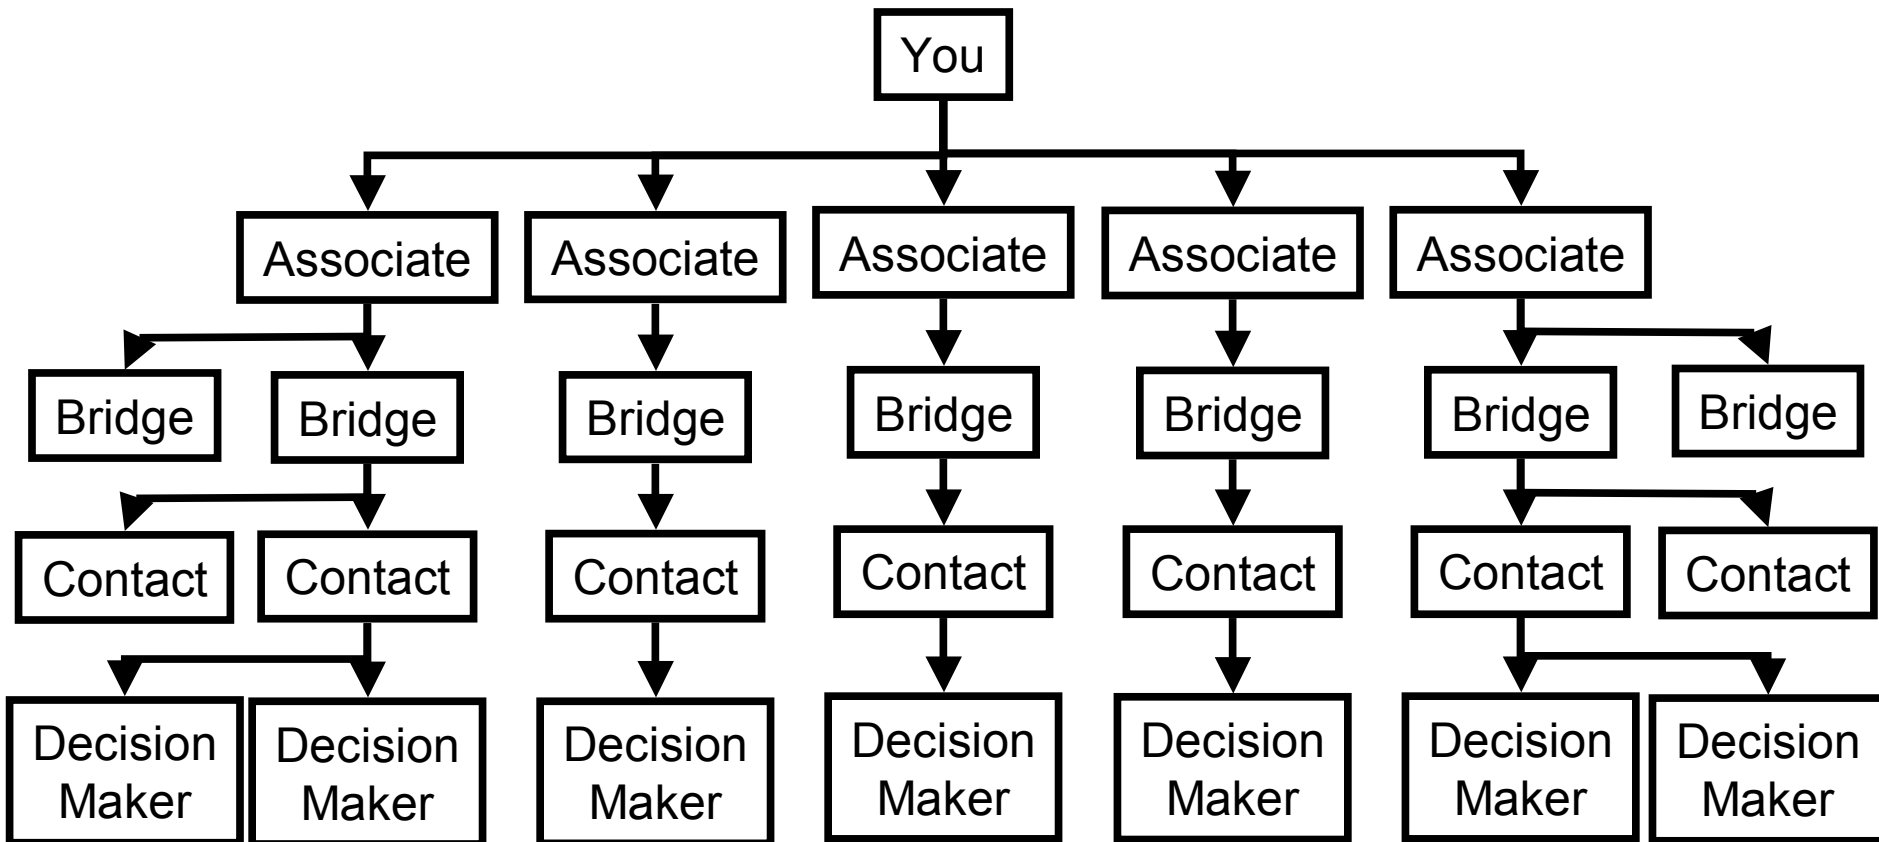 You
Associate Associate Associate Associate Associate
Bridge Bridge Bridge Bridge Bridge Bridge Bridge
Contact Contact Contact Contact Contact Contact Contact
Decision Decision Decision Decision Decision Decision Decision
Maker Maker Maker Maker Maker Maker Maker